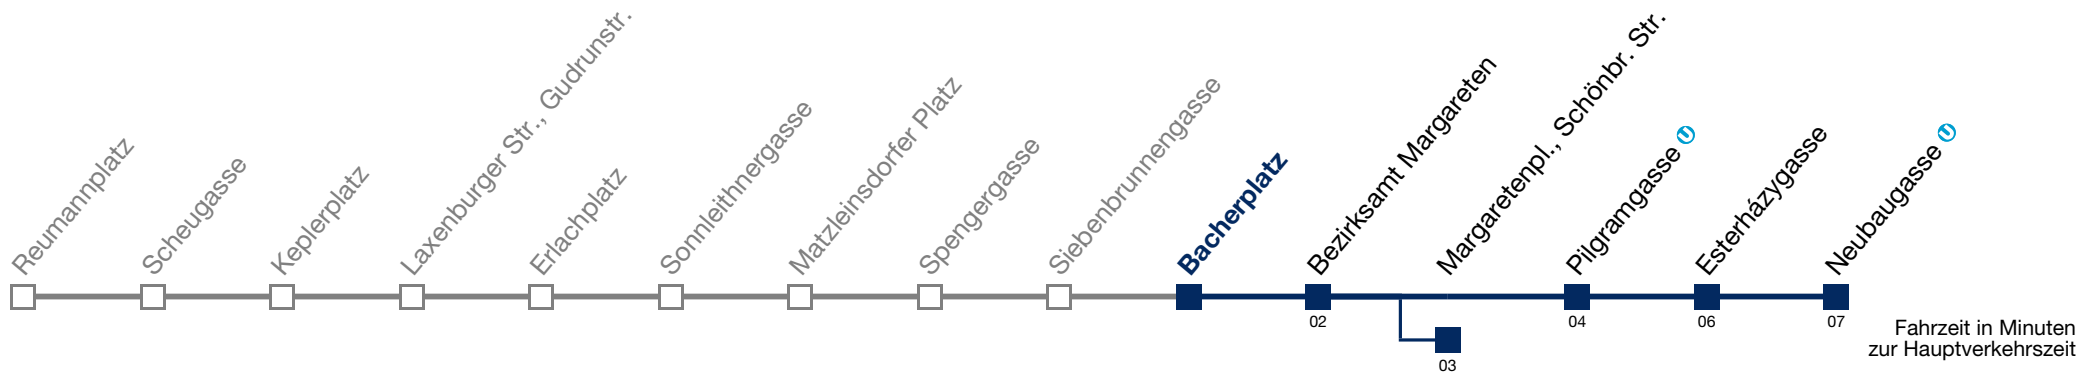 Reumannplatz
Scheugasse
Keplerplatz
Laxenburger Str., Gudrunstr.
Erlachplatz
Sonnleithnergasse
Matzleinsdorfer Platz
Spengergasse
Siebenbrunnengasse
Bacherplatz
Bezirksamt Margareten
Margaretenpl., Schönbr. Str.
Pilgramgasse U
Esterházygasse
Neubaugasse U
02
03
04
06
07
Fahrzeit in Minuten
zur Hauptverkehrszeit